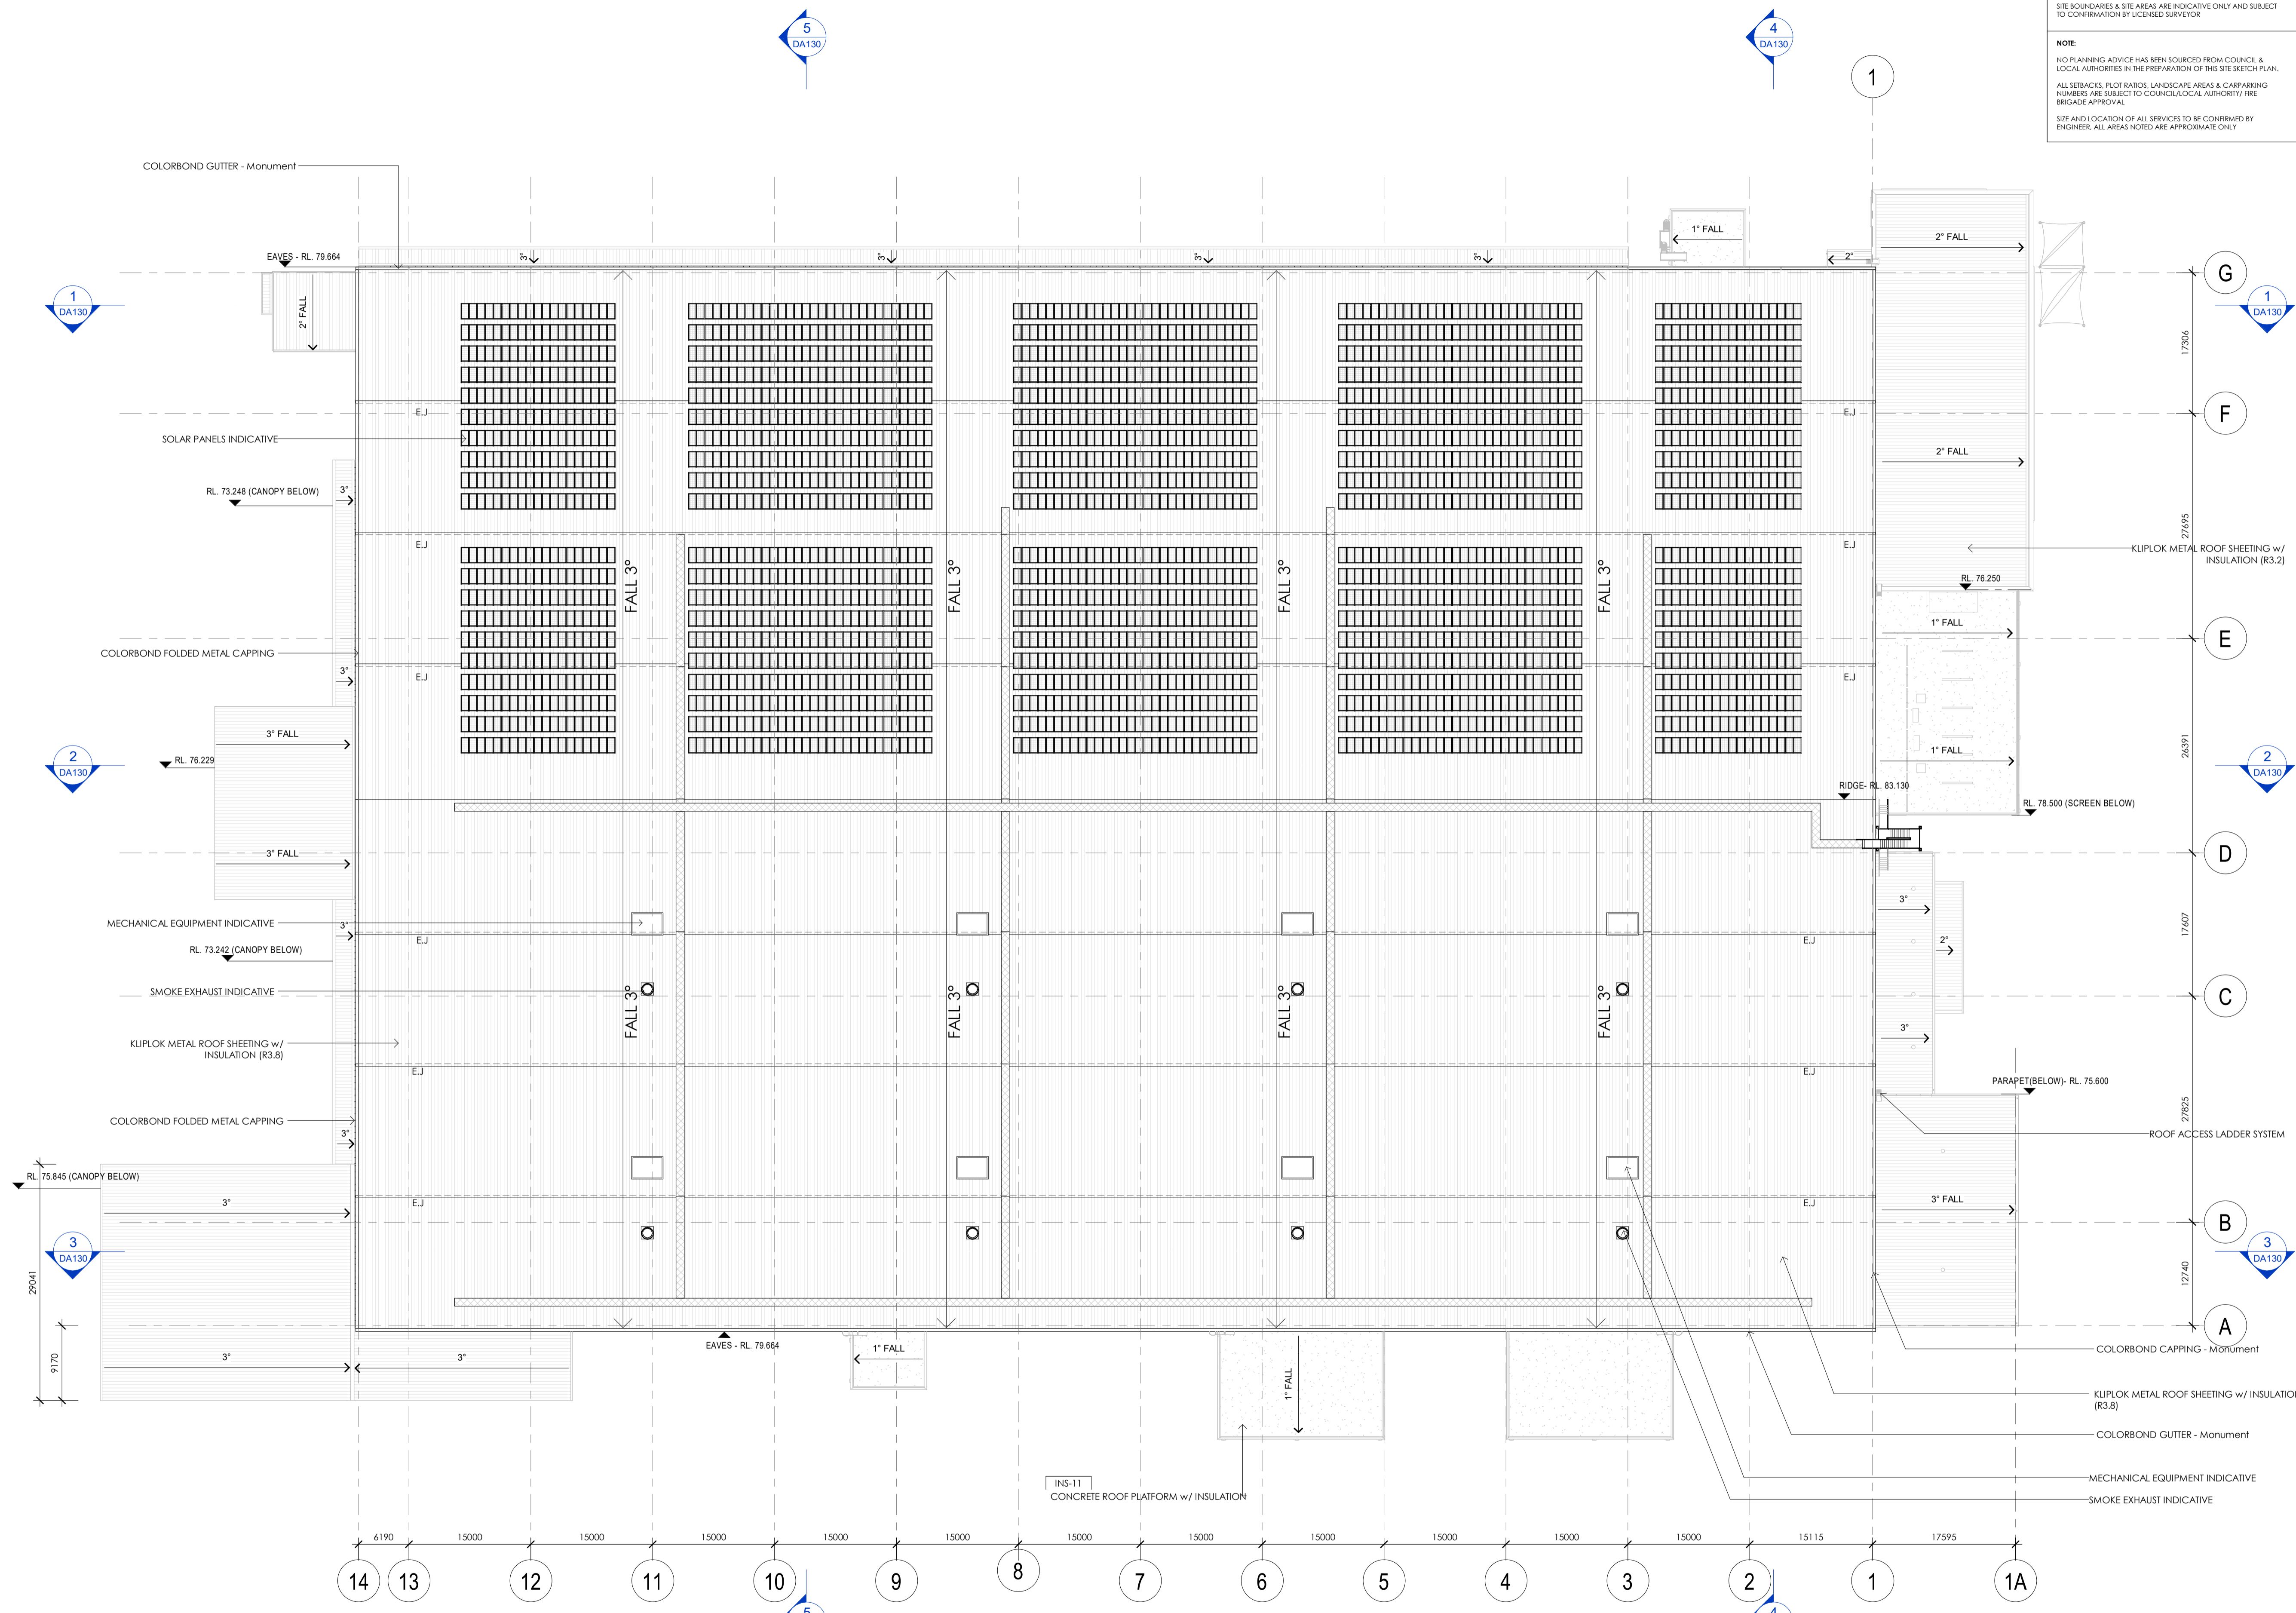 SITE BOUNDARIES & SITE AREAS ARE INDICATIVE ONLY AND SUBJECT
TO CONFIRMATION BY LICENSED SURVEYOR
NOTE:
NO PLANNING ADVICE HAS BEEN SOURCED FROM COUNCIL &
LOCAL AUTHORITIES IN THE PREPARATION OF THIS SITE SKETCH PLAN.
ALL SETBACKS, PLOT RATIOS, LANDSCAPE AREAS & CARPARKING
NUMBERS ARE SUBJECT TO COUNCIL/LOCAL AUTHORITY/ FIRE
BRIGADE APPROVAL
SIZE AND LOCATION OF ALL SERVICES TO BE CONFIRMED BY
ENGINEER, ALL AREAS NOTED ARE APPROXIMATE ONLY
5
DA130
4
DA130
1
COLORBOND GUTTER - Monument
EAVES - RL. 79.664
3°
3°
3°
3°
1° FALL
2°
2° FALL
G
1
DA130
2° FALL
1
DA130
17306
E.J
E.J
F
SOLAR PANELS INDICATIVE
2° FALL
RL. 73.248 (CANOPY BELOW)
3°
27695
E.J
E.J
KLIPLOK METAL ROOF SHEETING w/
INSULATION (R3.2)
FALL 3°
FALL 3°
FALL 3°
FALL 3°
RL. 76.250
1° FALL
E
COLORBOND FOLDED METAL CAPPING
3°
E.J
E.J
3° FALL
1° FALL
26391
2
DA130
RL. 76.229
2
DA130
RIDGE- RL. 83.130
RL. 78.500 (SCREEN BELOW)
3° FALL
D
3°
MECHANICAL EQUIPMENT INDICATIVE
3°
17607
E.J
E.J
2°
RL. 73.242 (CANOPY BELOW)
SMOKE EXHAUST INDICATIVE
FALL 3°
FALL 3°
FALL 3°
FALL 3°
C
3°
KLIPLOK METAL ROOF SHEETING w/
INSULATION (R3.8)
E.J
E.J
PARAPET(BELOW)- RL. 75.600
27825
COLORBOND FOLDED METAL CAPPING
3°
ROOF ACCESS LADDER SYSTEM
RL. 75.845 (CANOPY BELOW)
3°
E.J
E.J
3° FALL
B
3
DA130
3
DA130
29041
12740
A
EAVES - RL. 79.664
1° FALL
COLORBOND CAPPING - Monument
9170
3°
3°
1° FALL
KLIPLOK METAL ROOF SHEETING w/ INSULATION
(R3.8)
COLORBOND GUTTER - Monument
INS-11
CONCRETE ROOF PLATFORM w/ INSULATION
MECHANICAL EQUIPMENT INDICATIVE
SMOKE EXHAUST INDICATIVE
6190 15000 15000 15000 15000 15000 15000 15000 15000 15000 15000 15000 15115 17595
14 13 12 11 10 9 8 7 6 5 4 3 2 1 1A
5
4